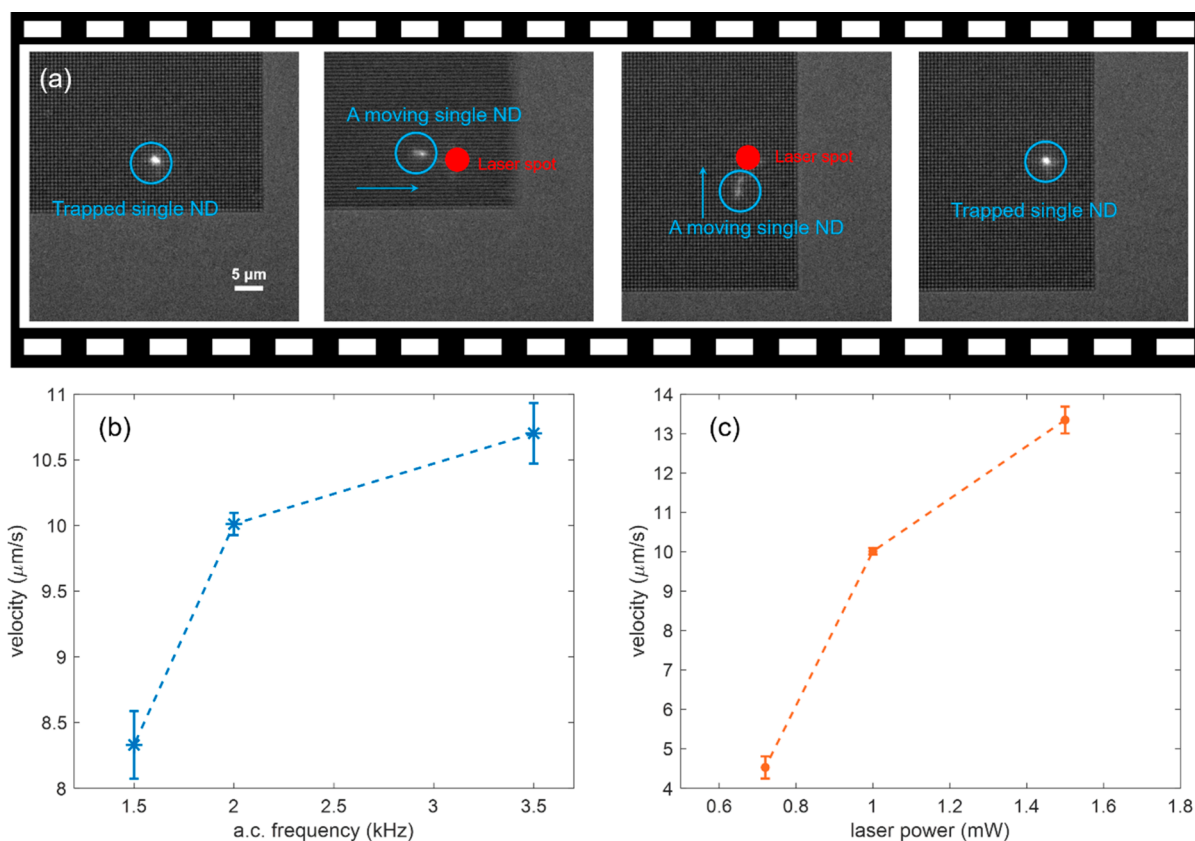 (a)
Trapped single ND
5 µm
A moving single ND
Laser spot
Laser spot
A moving single ND
Trapped single ND
(b)
11
10.5
10
9.5
9
8.5
8
velocity (µm/s)
1.5 2 2.5 3 3.5
a.c. frequency (kHz)
(c)
14
13
12
11
10
9
8
7
6
5
4
velocity (µm/s)
0.6 0.8 1 1.2 1.4 1.6 1.8
laser power (mW)